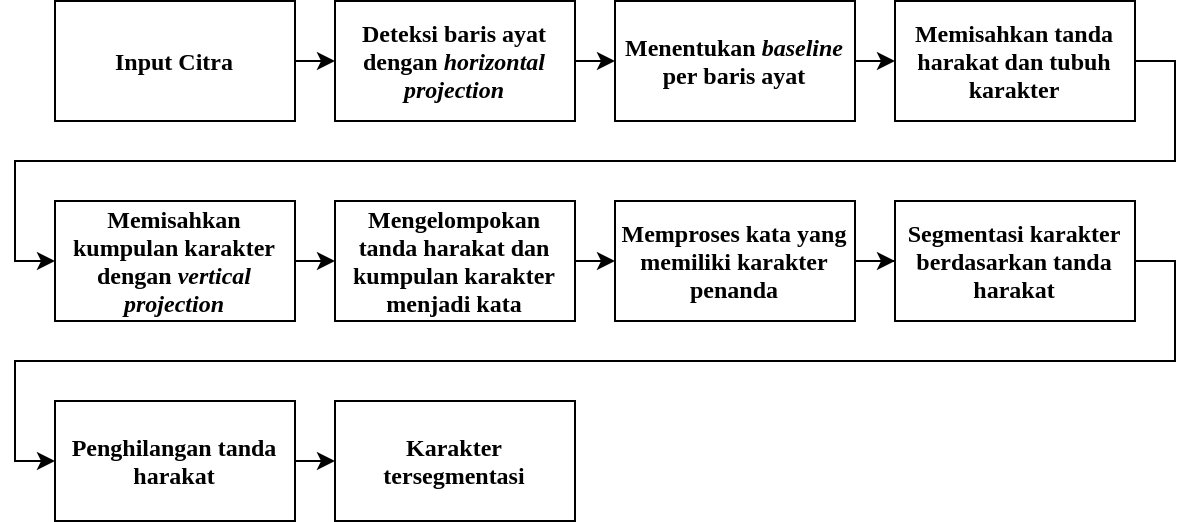 Input Citra
Deteksi baris ayat
dengan horizontal
projection
Menentukan baseline
per baris ayat
Memisahkan tanda
harakat dan tubuh
karakter
Memisahkan
kumpulan karakter
dengan vertical
projection
Mengelompokan
tanda harakat dan
kumpulan karakter
menjadi kata
Memproses kata yang
memiliki karakter
penanda
Segmentasi karakter
berdasarkan tanda
harakat
Penghilangan tanda
harakat
Karakter
tersegmentasi